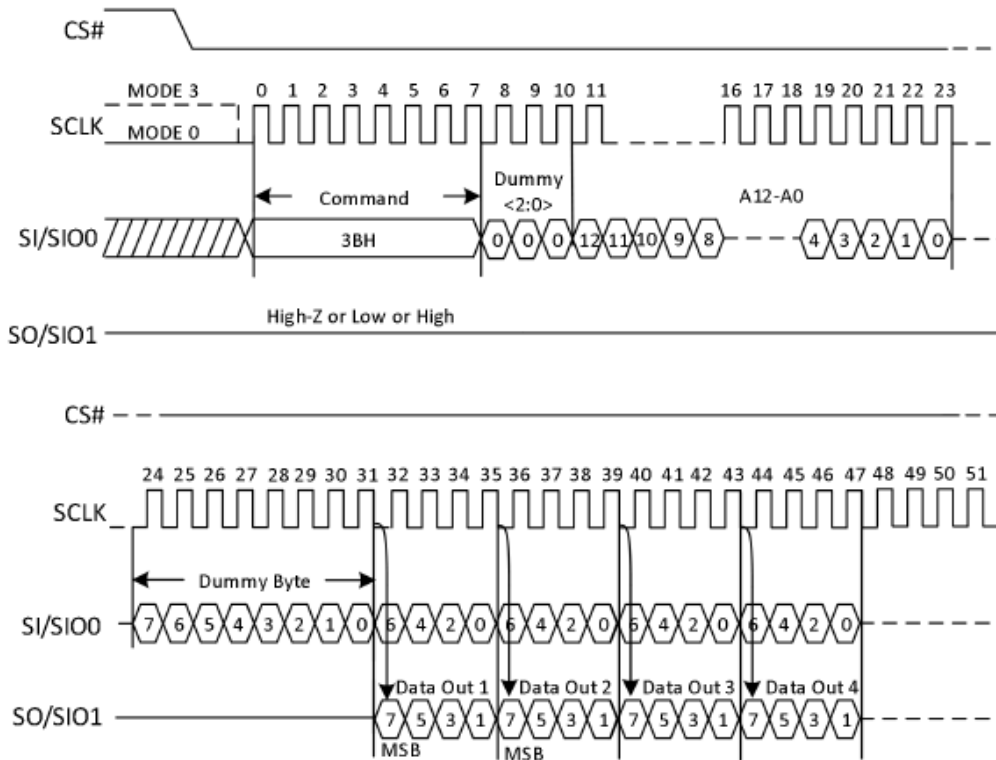 CS#
MODE 3 0 1 2 3 4 5 6 7 8 9 10 11 16 17 18 19 20 21 22 23
SCLK MODE 0
Command Dummy <2:0> A12-A0
SI/SIO0 3BH 0 0 0 12 11 10 9 8 4 3 2 1 0
High-Z or Low or High
SO/SIO1
CS#
24 25 26 27 28 29 30 31 32 33 34 35 36 37 38 39 40 41 42 43 44 45 46 47 48 49 50 51
SCLK
Dummy Byte
SI/SIO0 7 6 5 4 3 2 1 0 6 4 2 0 6 4 2 0 6 4 2 0 6 4 2 0
Data Out 1 Data Out 2 Data Out 3 Data Out 4
SO/SIO1 7 5 3 1 7 5 3 1 7 5 3 1 7 5 3 1
MSB MSB